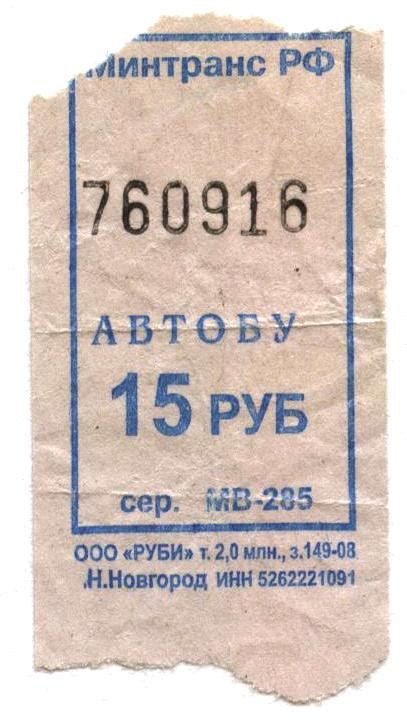 Минтранс РФ
760916
АВТОБУ
15 РУБ
сер. МВ-285
ООО «РУБИ» т. 2,0 млн., з.149-08
.Н.Новгород ИНН 5262221091